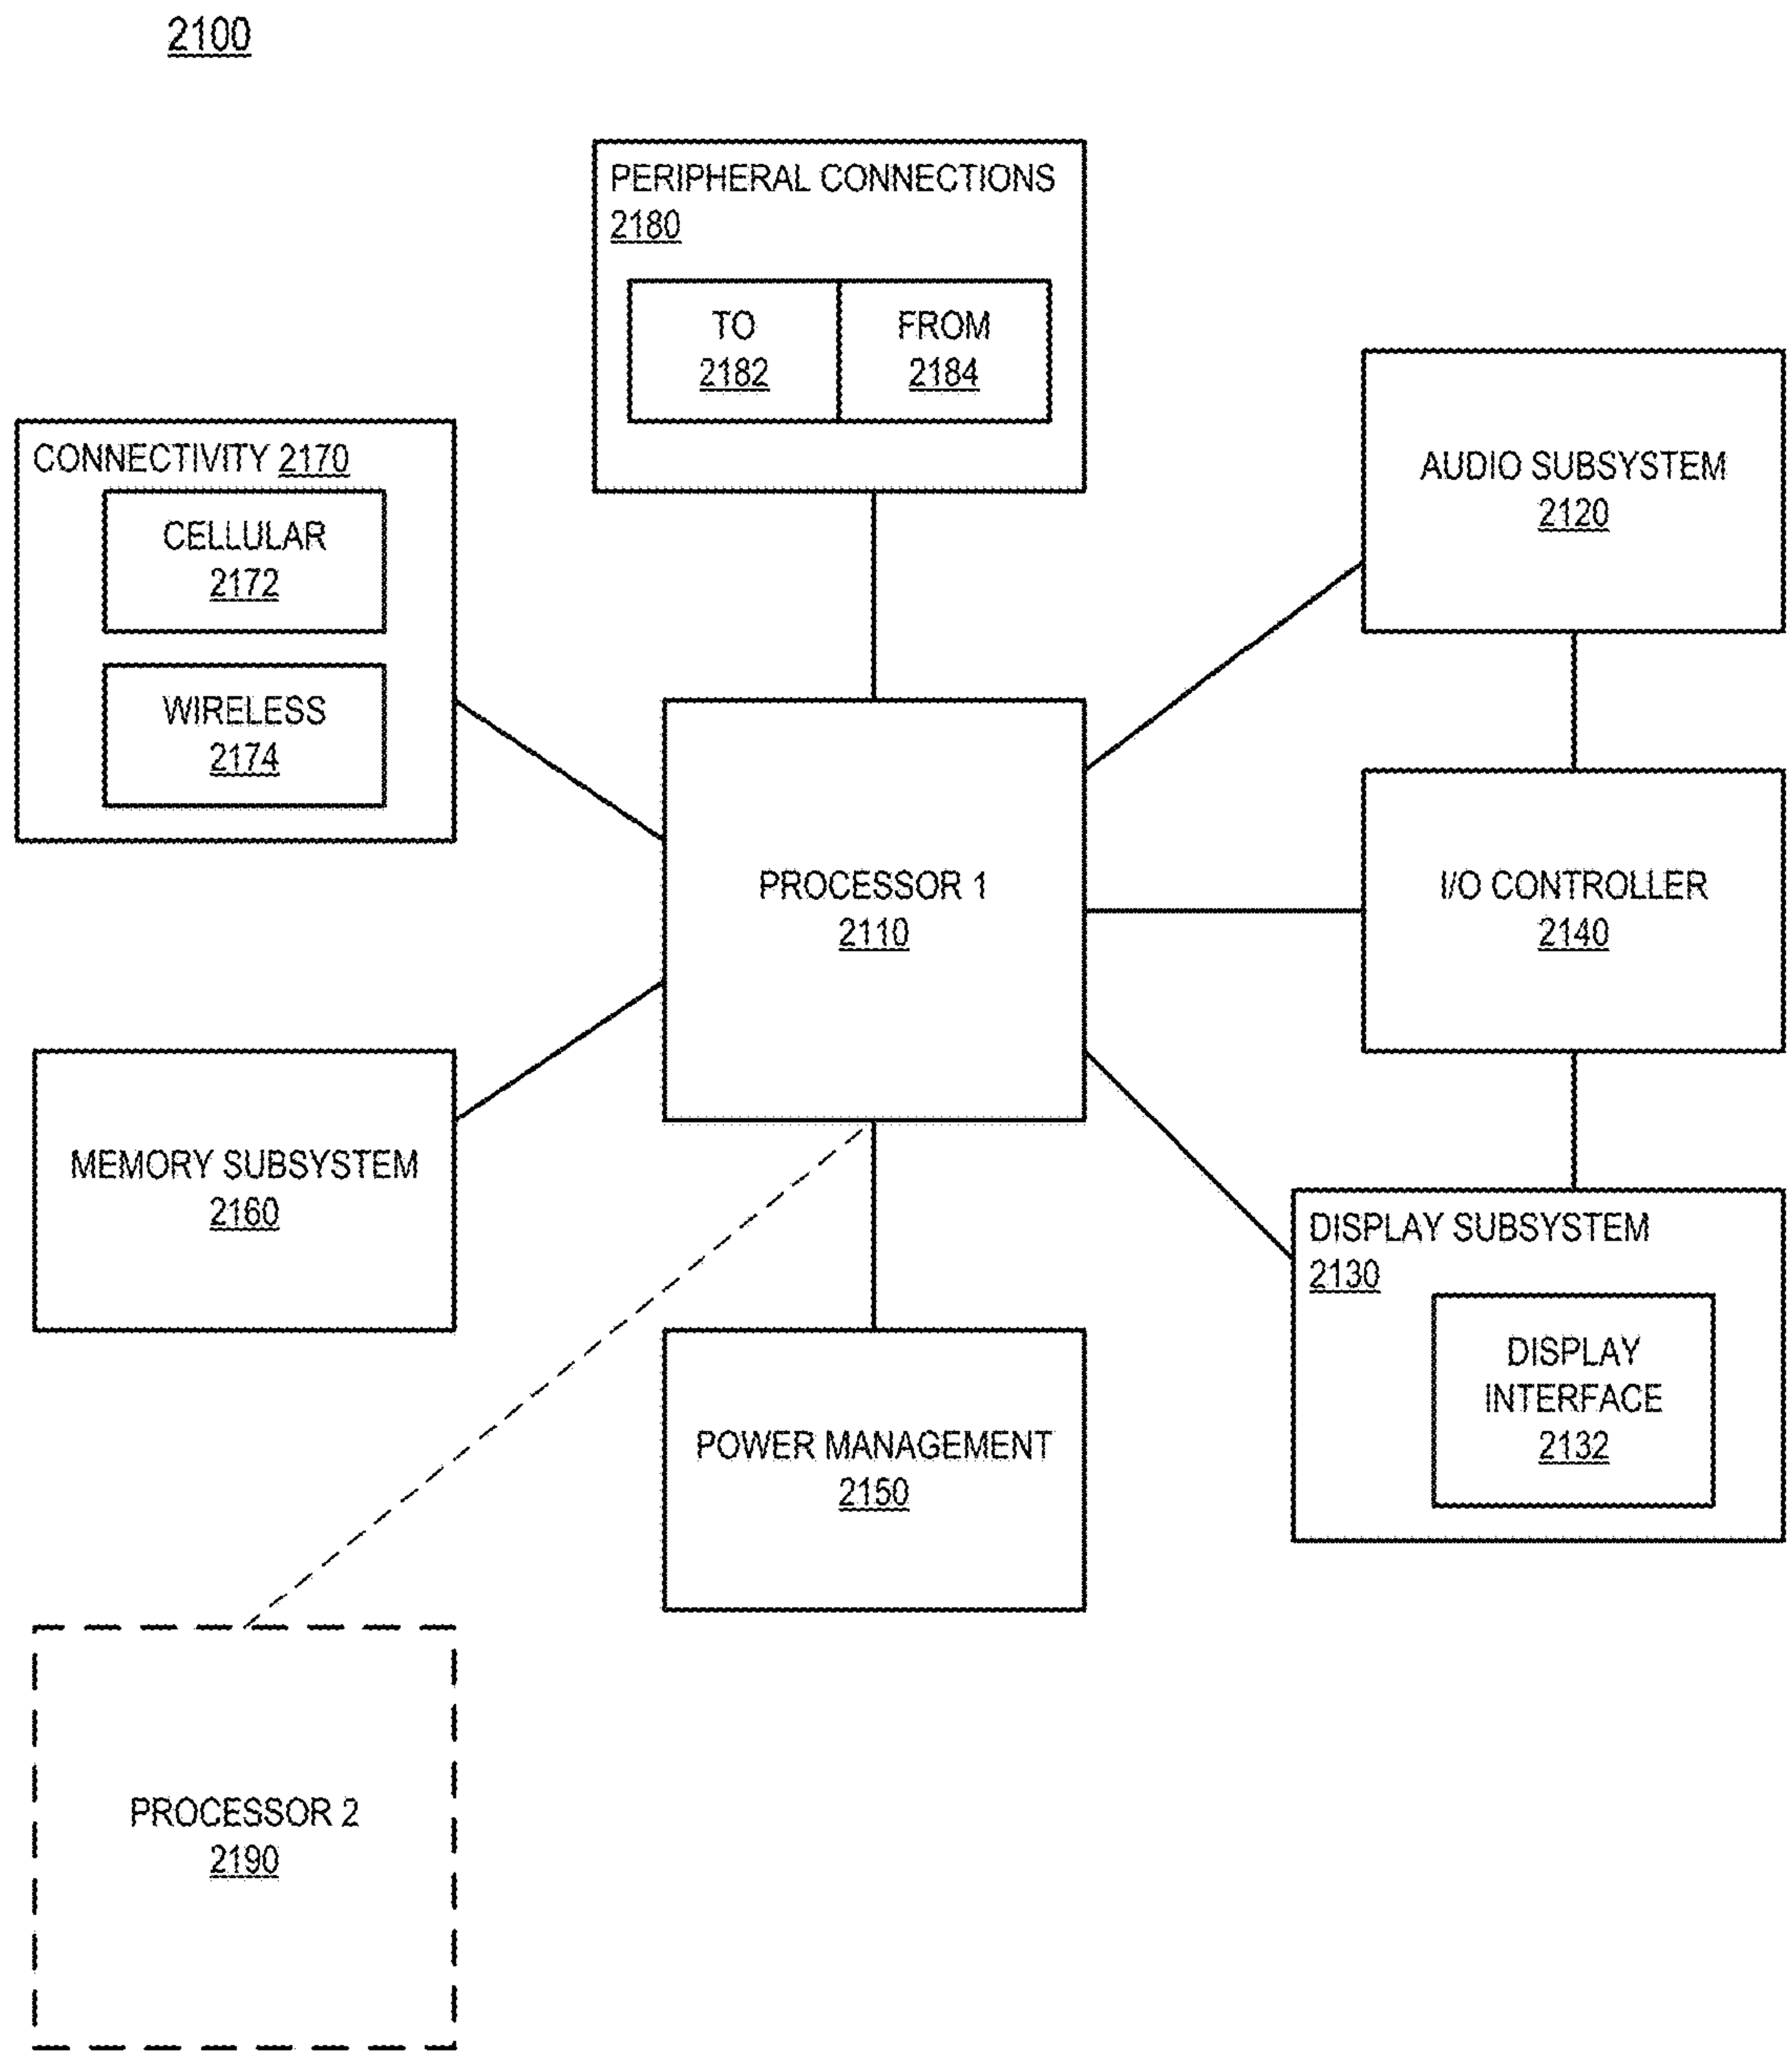 2100
PERIPHERAL CONNECTIONS
2180
TO
2182
FROM
2184
CONNECTIVITY 2170
CELLULAR
2172
WIRELESS
2174
AUDIO SUBSYSTEM
2120
PROCESSOR 1
2110
I/O CONTROLLER
2140
MEMORY SUBSYSTEM
2160
DISPLAY SUBSYSTEM
2130
DISPLAY
INTERFACE
2132
POWER MANAGEMENT
2150
PROCESSOR 2
2190